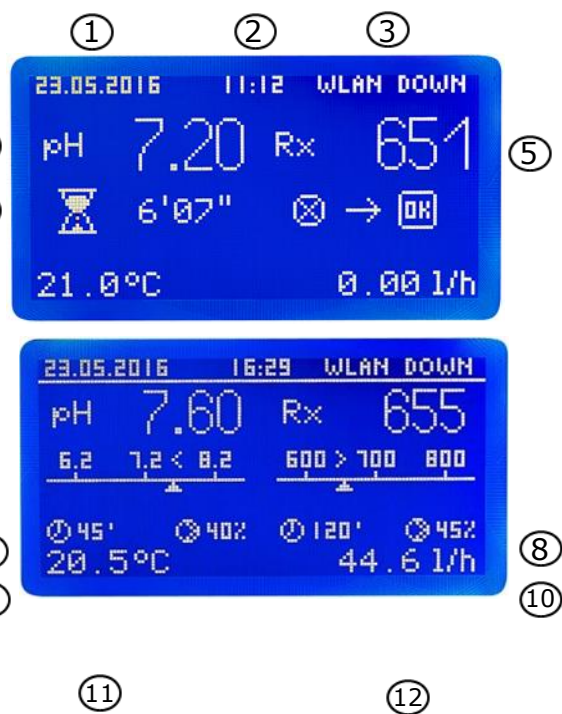 1 2 3
23.05.2016 11:12 WLAN DOWN
pH 7.20 Rx 651
5
6'07" OK
21.0°C 0.00 l/h
23.05.2016 16:29 WLAN DOWN
pH 7.60 Rx 655
6.2 7.2 < 8.2 600 > 700 800
45' 40% 120' 45%
20.5°C 44.6 l/h
8
10
11 12